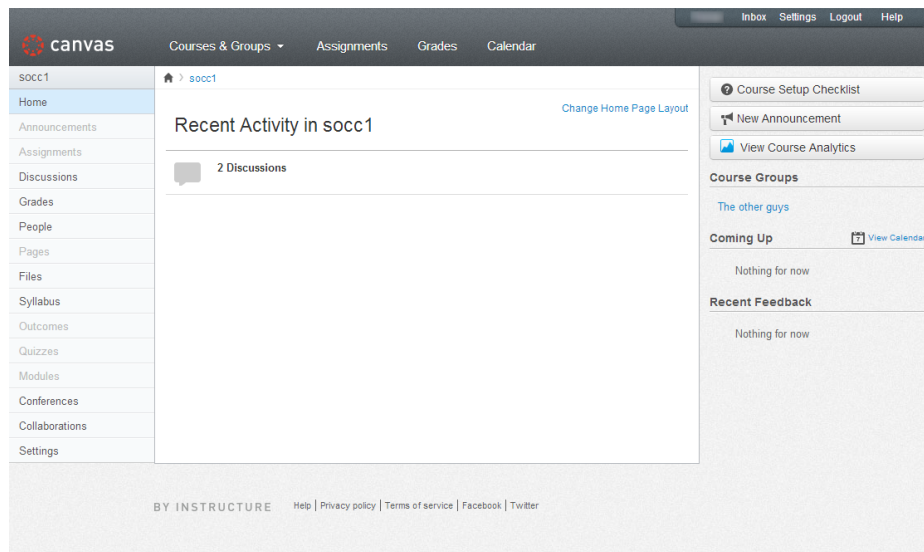 Inbox Settings Logout Help
canvas Courses & Groups Assignments Grades Calendar
socc1
Home
Announcements
Assignments
Discussions
Grades
People
Pages
Files
Syllabus
Outcomes
Quizzes
Modules
Conferences
Collaborations
Settings
socc1
Change Home Page Layout
Recent Activity in socc1
2 Discussions
Course Setup Checklist
New Announcement
View Course Analytics
Course Groups
The other guys
Coming Up 7 View Calendar
Nothing for now
Recent Feedback
Nothing for now
BY INSTRUCTURE Help | Privacy policy | Terms of service | Facebook | Twitter